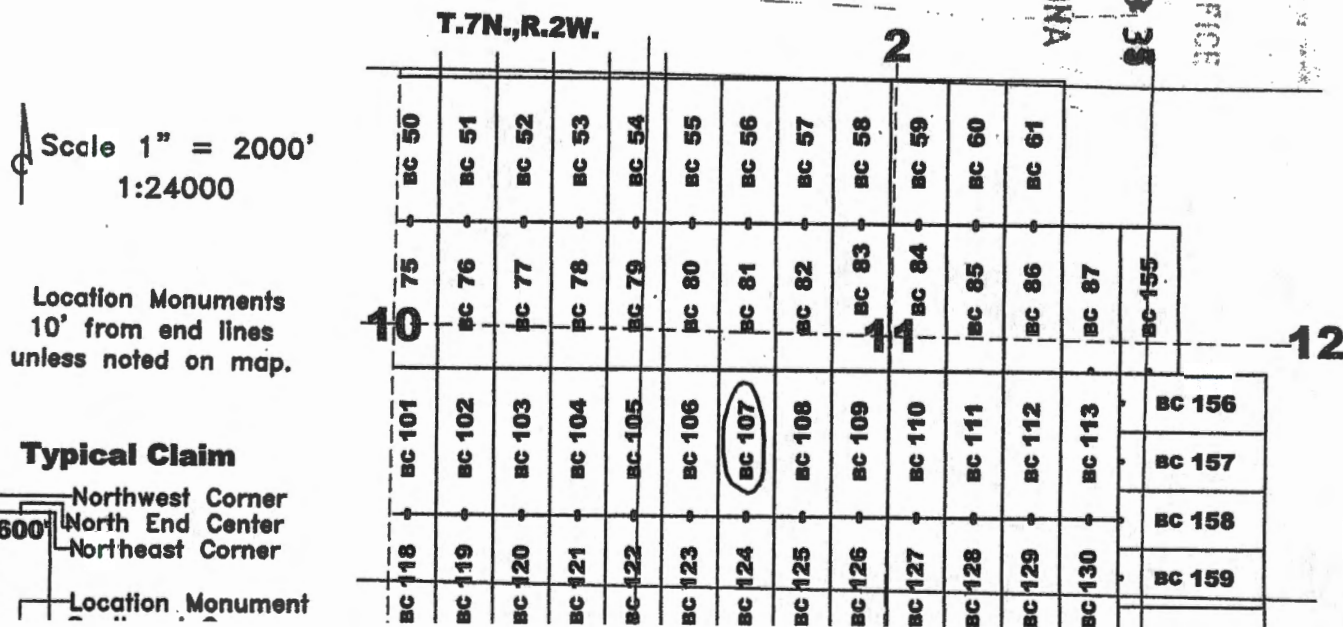 T.7N.,R.2W.
2
NA
38
FICE
Scale 1" = 2000'
1:24000
BC 50
BC 51
BC 52
BC 53
BC 54
BC 55
BC 56
BC 57
BC 58
BC 59
BC 60
BC 61
Location Monuments
10' from end lines
unless noted on map.
BC 75
BC 76
BC 77
BC 78
BC 79
BC 80
BC 81
BC 82
BC 83
BC 84
BC 85
BC 86
BC 87
BC 155
10
11
12
BC 101
BC 102
BC 103
BC 104
BC 105
BC 106
BC 107
BC 108
BC 109
BC 110
BC 111
BC 112
BC 113
BC 156
BC 157
BC 158
BC 159
Typical Claim
Northwest Corner
600'
North End Center
Northeast Corner
Location Monument
BC 118
BC 119
BC 120
BC 121
BC 122
BC 123
BC 124
BC 125
BC 126
BC 127
BC 128
BC 129
BC 130